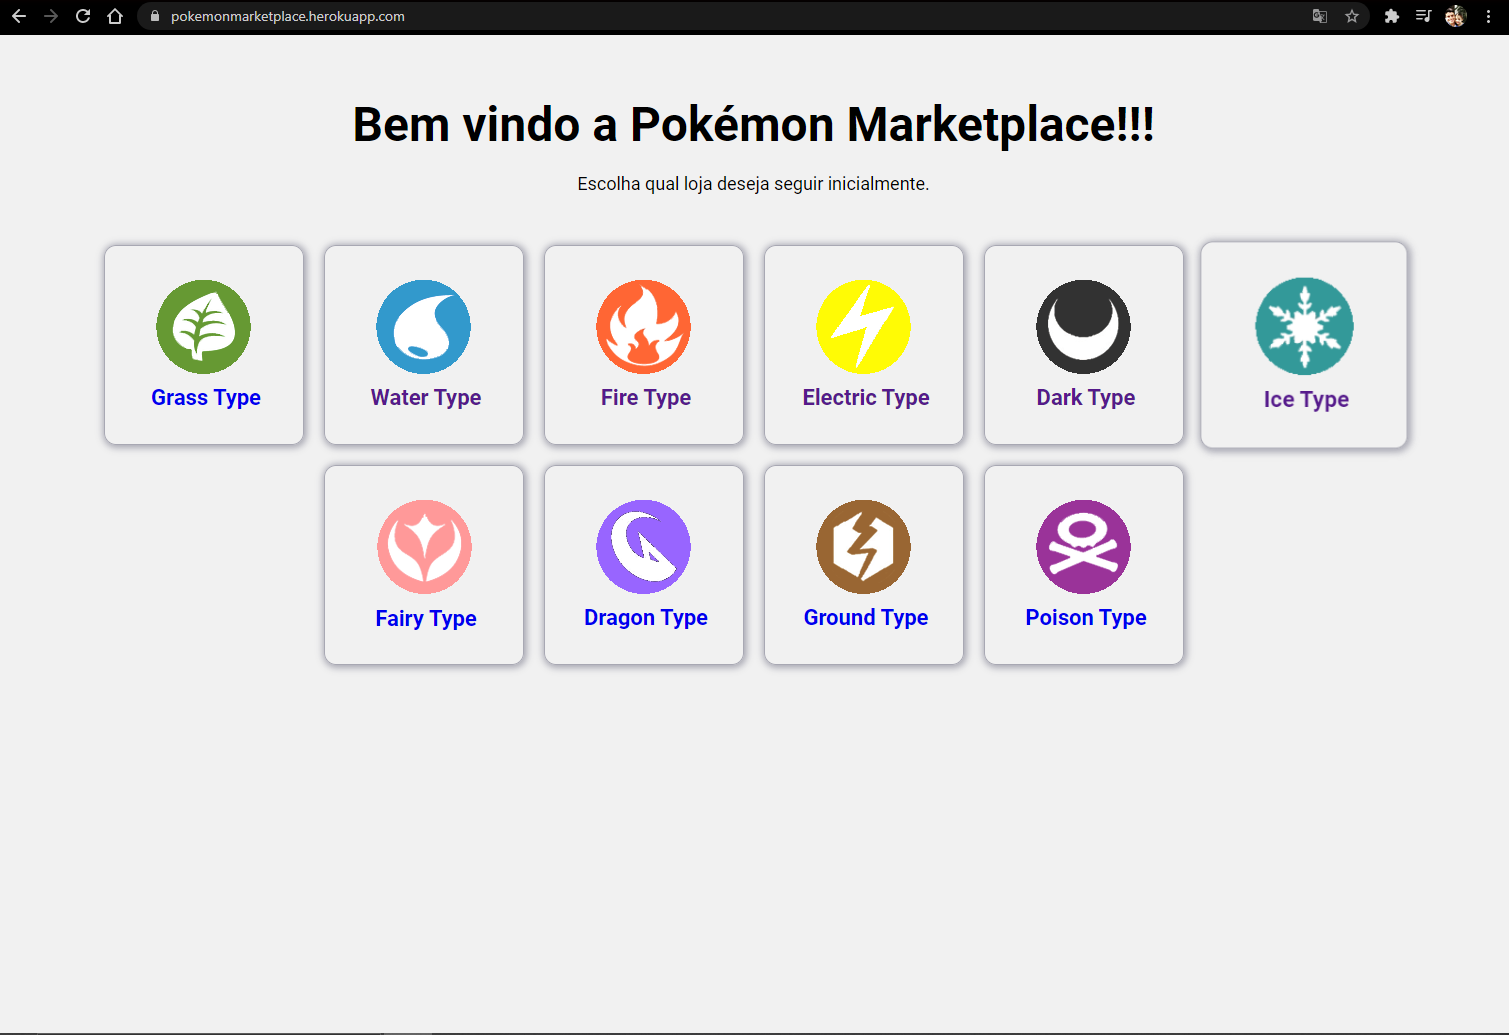 pokemonmarketplace.herokuapp.com
Bem vindo a Pokémon Marketplace!!!
Escolha qual loja deseja seguir inicialmente.
Grass Type
Water Type
Fire Type
Electric Type
Dark Type
Ice Type
Fairy Type
Dragon Type
Ground Type
Poison Type